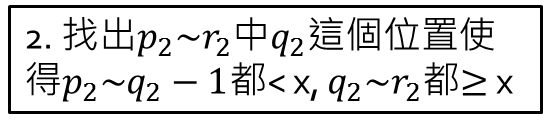 2. 找出p₂~r₂中q₂這個位置使
得p₂~q₂ − 1都< x, q₂~r₂都≥ x